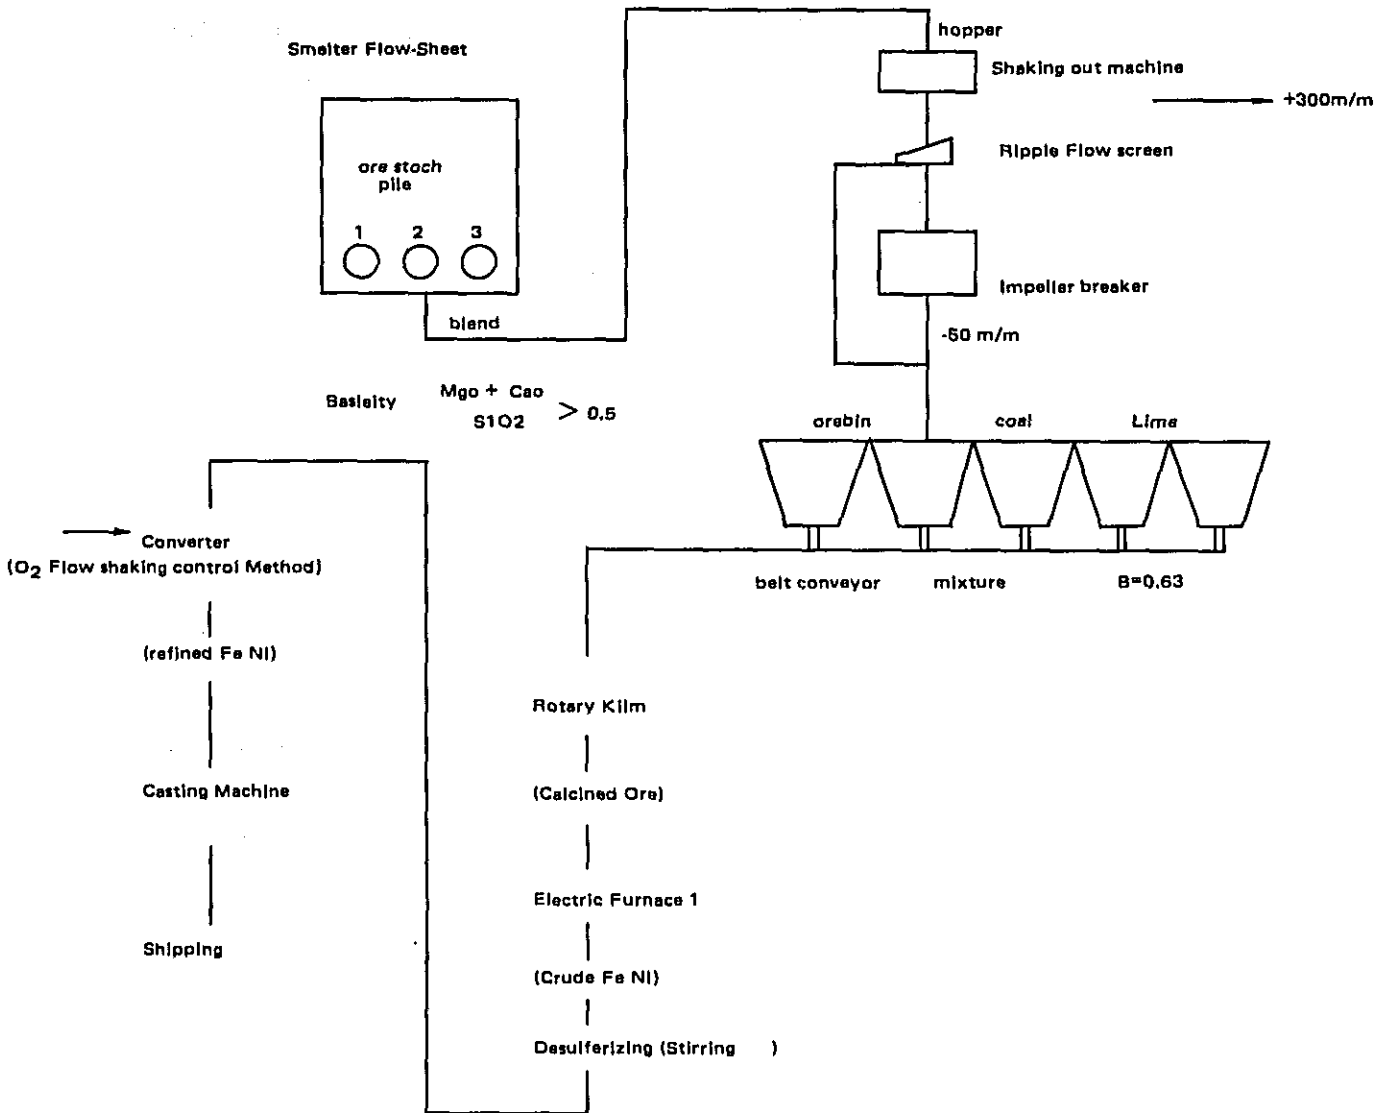 Smelter Flow-Sheet
ore stoch
pile
1 2 3
blend
hopper
Shaking out machine
+300m/m
Ripple Flow screen
Impeller breaker
-50 m/m
Basicity Mgo + Cao
S1O2 > 0.5
orebin coal Lime
belt conveyor mixture B=0.63
Rotary Kilm
(Calcined Ore)
Electric Furnace 1
(Crude Fe Ni)
Desulferizing (Stirring )
Converter
(O2 Flow shaking control Method)
(refined Fe Ni)
Casting Machine
Shipping